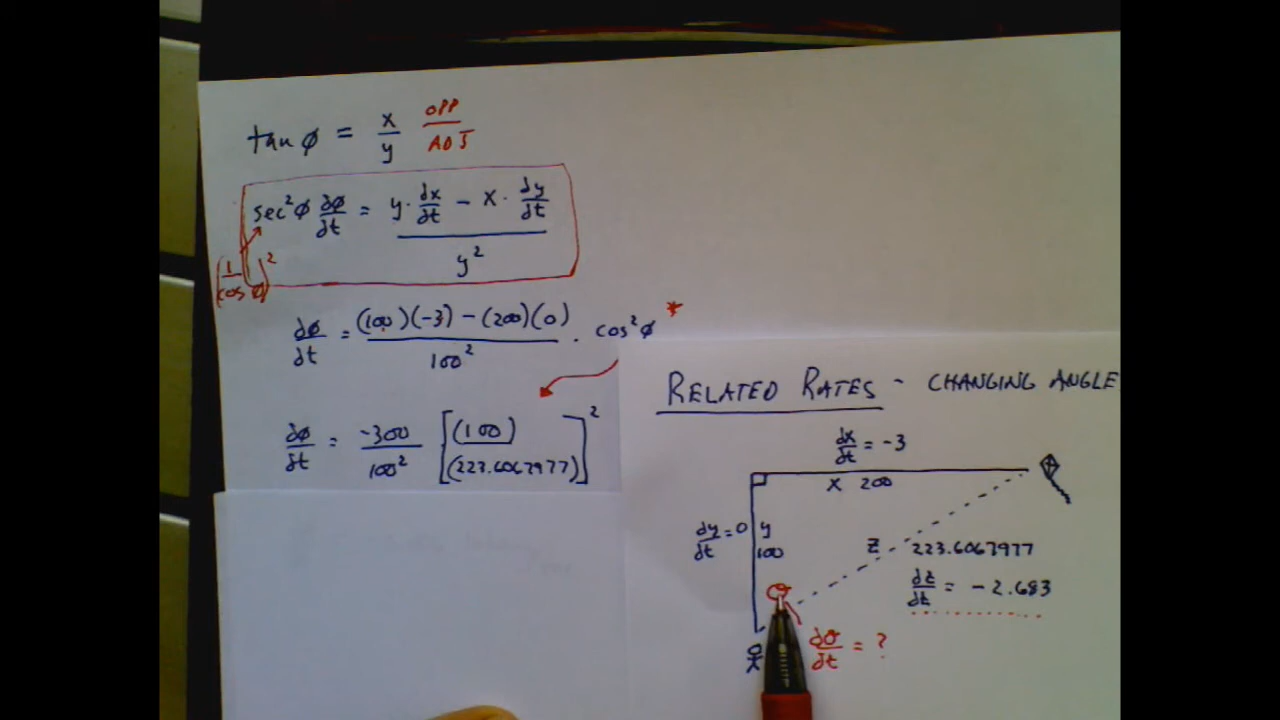 tan φ = x/y OPP/ADJ
sec²φ dφ/dt = (y · dx/dt − x · dy/dt) / y²
(1/cos φ)²
dφ/dt = ((100)(-3) − (200)(0)) / 100² · cos²φ *
dφ/dt = -300/100² [(100)/(223.6067977)]²
RELATED RATES - CHANGING ANGLE
dx/dt = -3
x 200
dy/dt = 0 y
100
z 223.6067977
dz/dt = -2.683
dθ/dt = ?